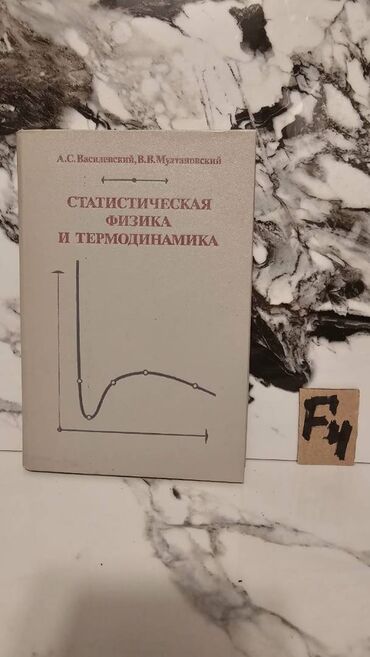 А.С.Василевский, В.В.Мултановский
СТАТИСТИЧЕСКАЯ
ФИЗИКА
И ТЕРМОДИНАМИКА
F4